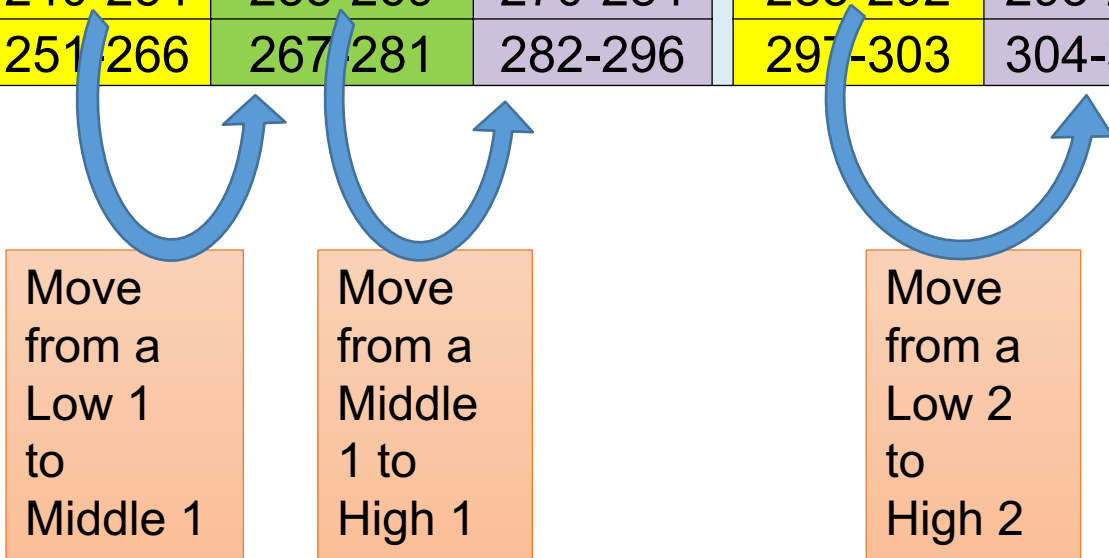 251-266 267-281 282-296 297-303 304-
Move
from a
Low 1
to
Middle 1
Move
from a
Middle
1 to
High 1
Move
from a
Low 2
to
High 2